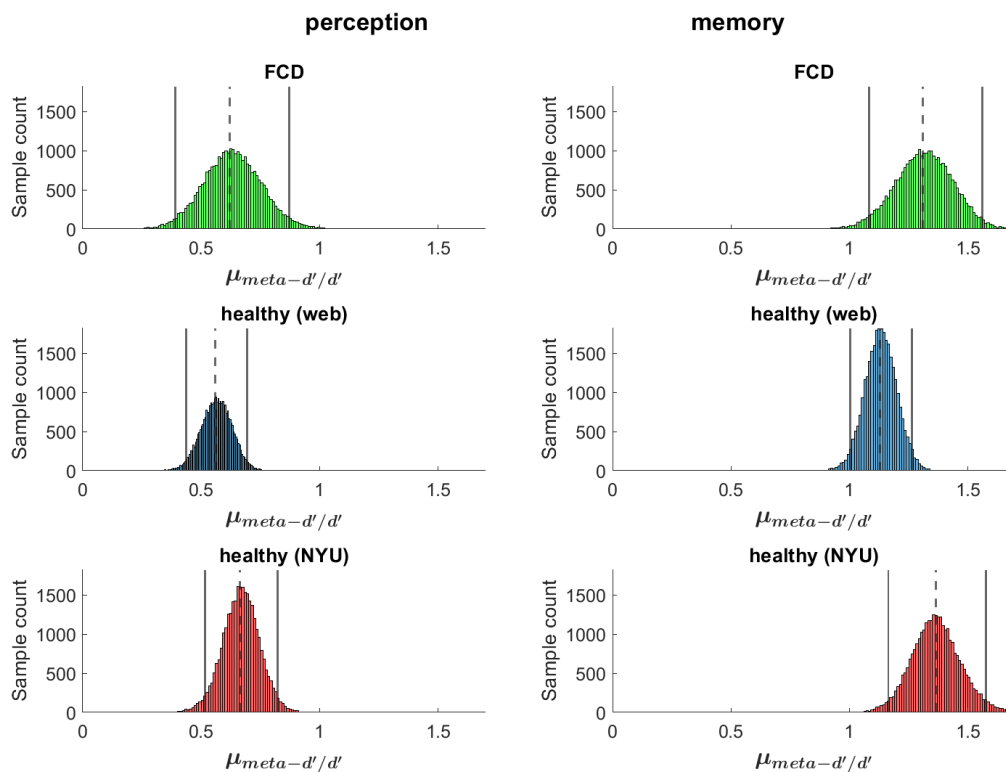 perception memory
FCD FCD
Sample count
1500
1000
500
0
0 0.5 1 1.5
μmeta−d′/d′
Sample count
1500
1000
500
0
1 1.5 0 0.5
μmeta−d′/d′
healthy (web) healthy (web)
Sample count
1500
1000
500
0
0 0.5 1 1.5
μmeta−d′/d′
Sample count
1500
1000
500
0
0 0.5 1 1.5
μmeta−d′/d′
healthy (NYU) healthy (NYU)
Sample count
1500
1000
500
0
0 0.5 1 1.5
μmeta−d′/d′
Sample count
1500
1000
500
0
0 0.5 1 1.5
μmeta−d′/d′